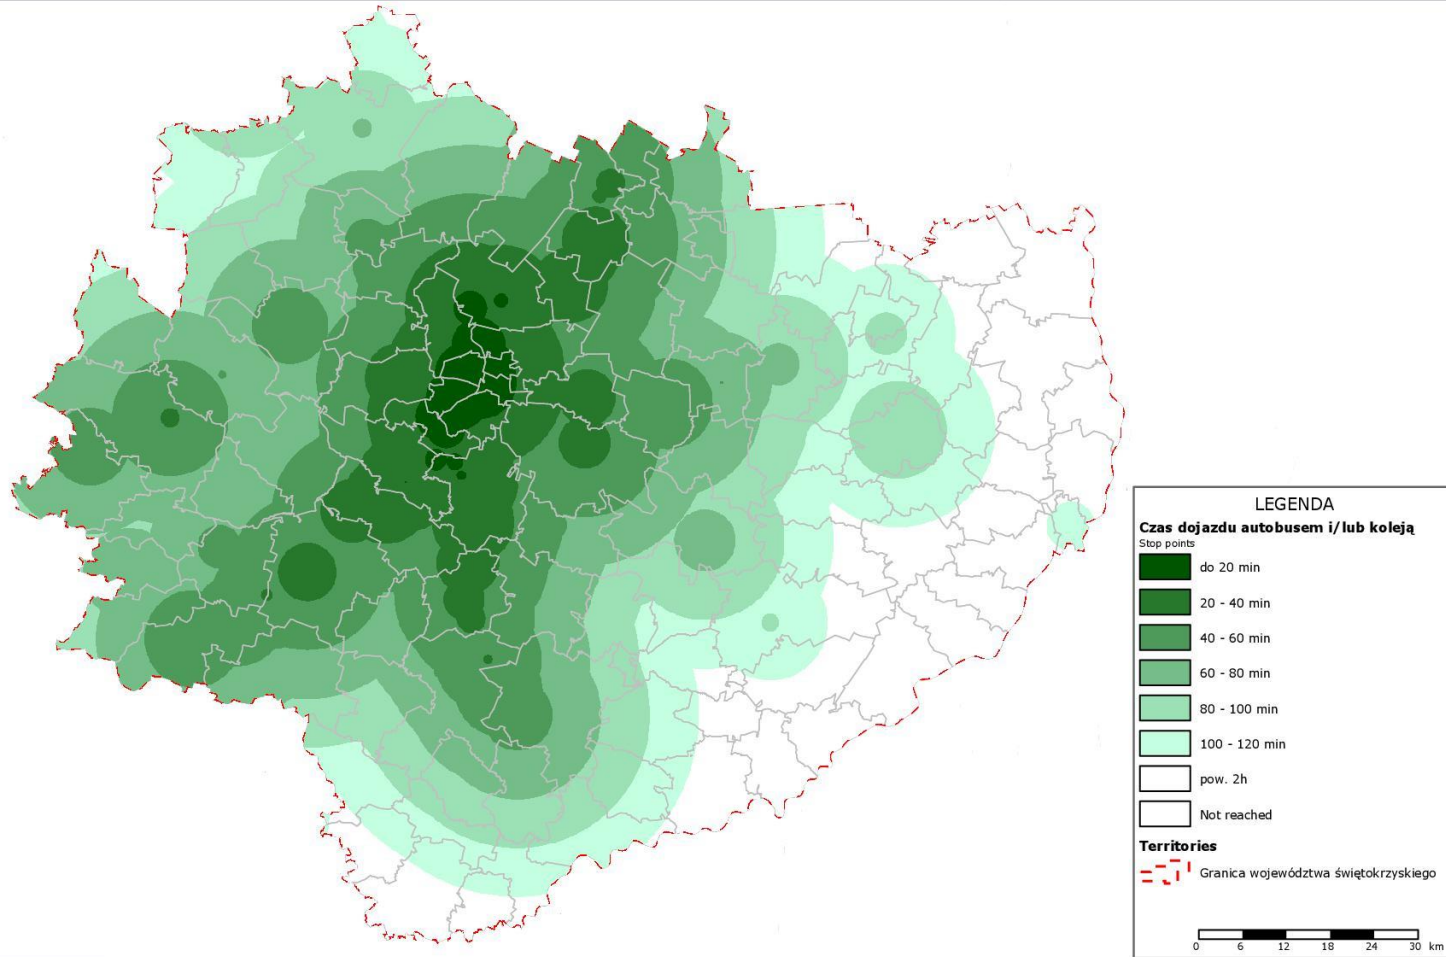 LEGENDA
Czas dojazdu autobusem i/lub koleją
Stop points
do 20 min
20 - 40 min
40 - 60 min
60 - 80 min
80 - 100 min
100 - 120 min
pow. 2h
Not reached
Territories
Granica województwa świętokrzyskiego
0 6 12 18 24 30 km